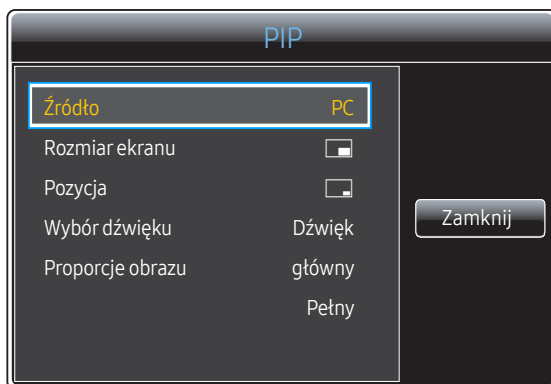 PIP
Źródło PC
Rozmiar ekranu
Pozycja
Wybór dźwięku Dźwięk
Proporcje obrazu główny
Pełny
Zamknij